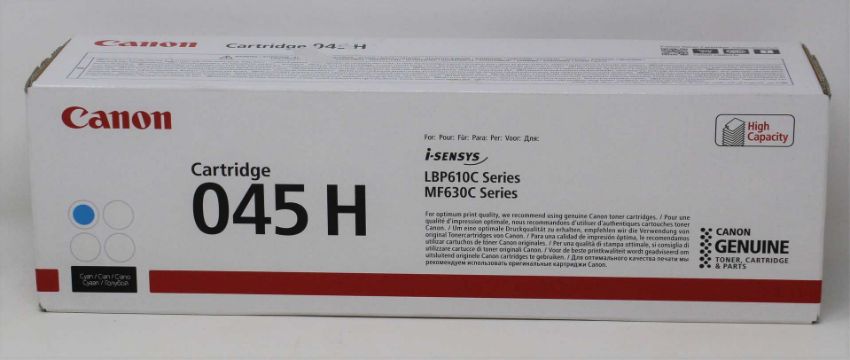 Canon Cartridge 045 H
Canon
Cartridge
045 H
High
Capacity
For: Pour: Für: Para: Per: Voor: Для:
i-SENSYS
LBP610C Series
MF630C Series
For optimum print quality, we recommend using genuine Canon toner cartridges. / Pour une
qualité d'impression optimale, nous recommandons d'utiliser d'authentiques cartouches toner
Canon. / Um eine optimale Druckqualität zu erhalten, empfehlen wir die Verwendung von
original Tonercartridges von Canon. / Para una calidad de impresión óptima, le recomendamos
utilizar cartuchos de toner Canon originales. / Per una qualità di stampa ottimale, si consiglia di
utilizzare cartucce di toner originali Canon. / Voor de beste printkwaliteit wordt geadviseerd om
uitsluitend originele Canon cartridges te gebruiken. / Для оптимального качества печати мы
рекомендуем использовать оригинальные картриджи Canon.
CANON
GENUINE
TONER, CARTRIDGE
& PARTS
Cyan / Cian / Ciano
Cyaan / Голубой